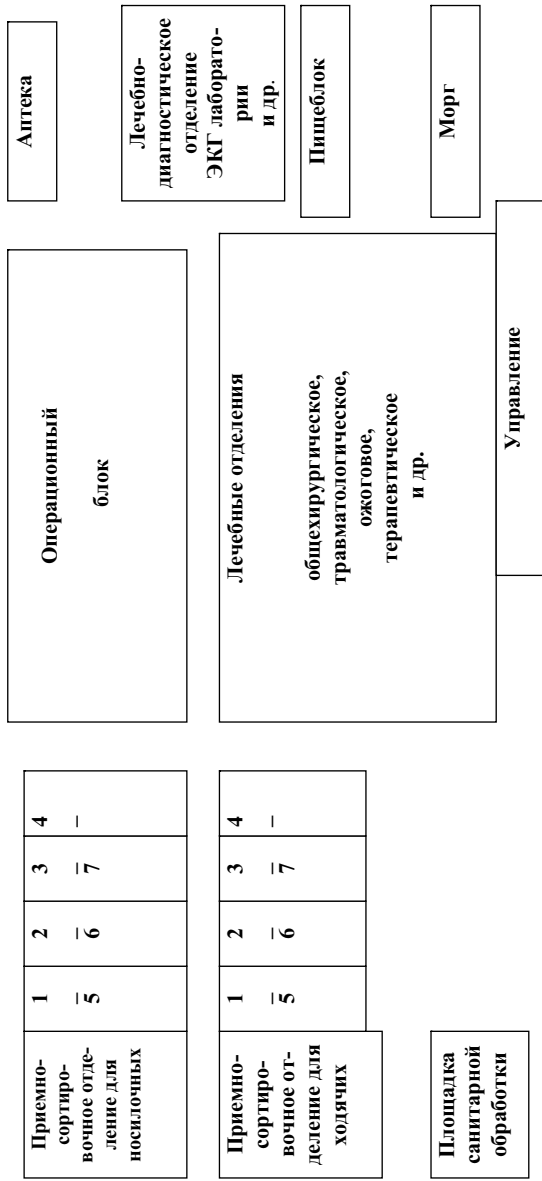 Приемно-
сортиро-
вочное отде-
ление для
носилочных
1 2 3 4
– – – –
5 6 7
Операционный
блок
Аптека
Приемно-
сортиро-
вочное от-
деление для
ходячих
1 2 3 4
– – – –
5 6 7
Лечебные отделения
общехирургическое,
травматологическое,
ожоговое,
терапевтическое
и др.
Лечебно-
диагностическое
отделение
ЭКГ лаборато-
рии
и др.
Пищеблок
Площадка
санитарной
обработки
Управление
Морг